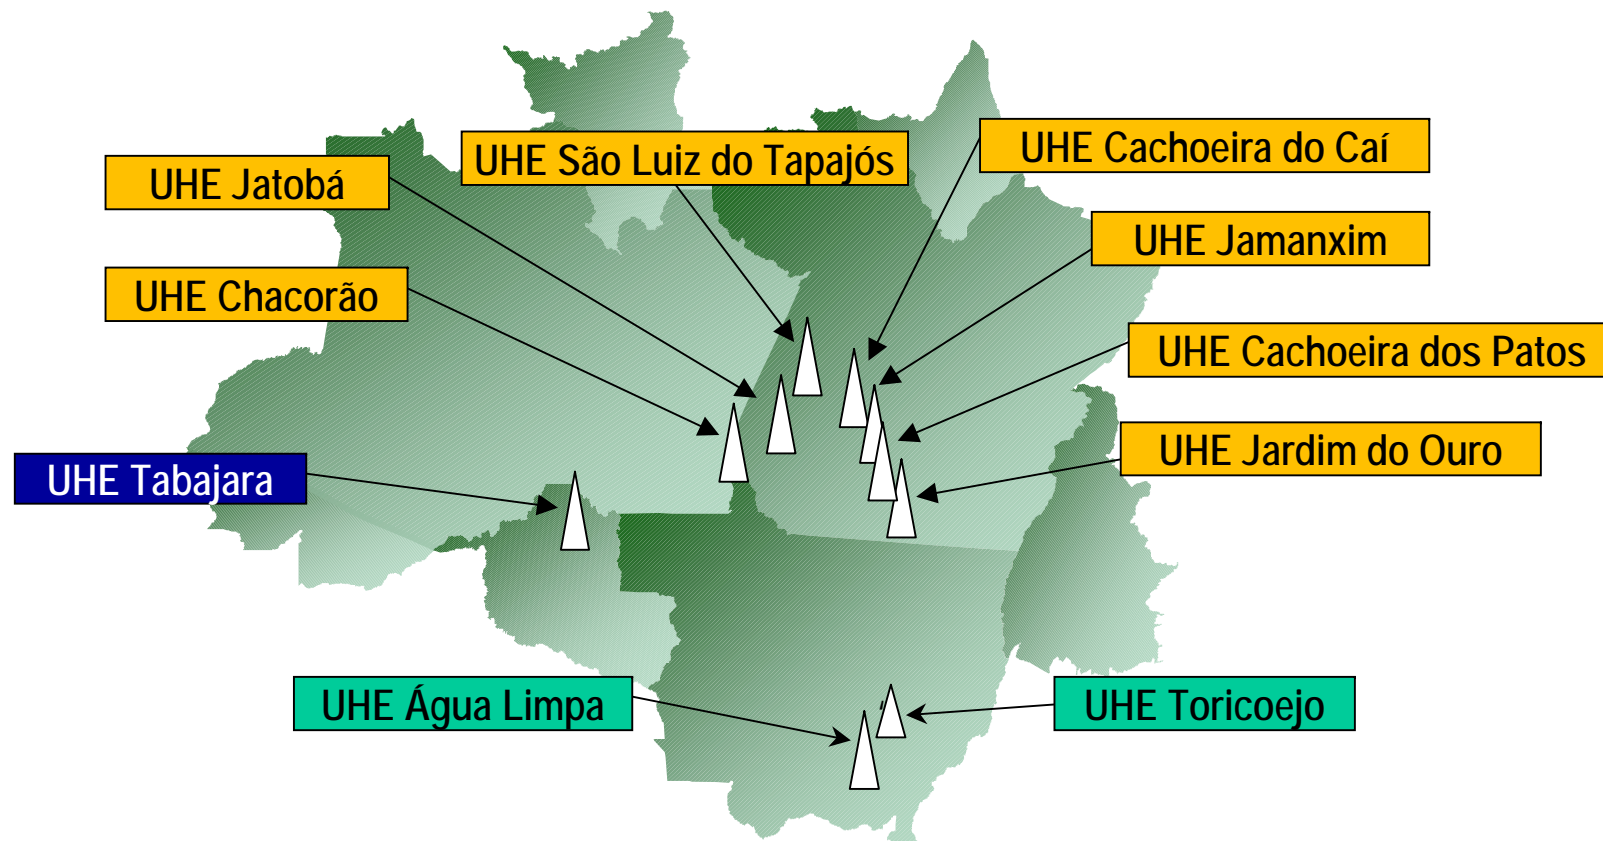 UHE São Luiz do Tapajós
UHE Cachoeira do Caí
UHE Jatobá
UHE Jamanxim
UHE Chacorão
UHE Cachoeira dos Patos
UHE Jardim do Ouro
UHE Tabajara
UHE Água Limpa
UHE Toricoejo